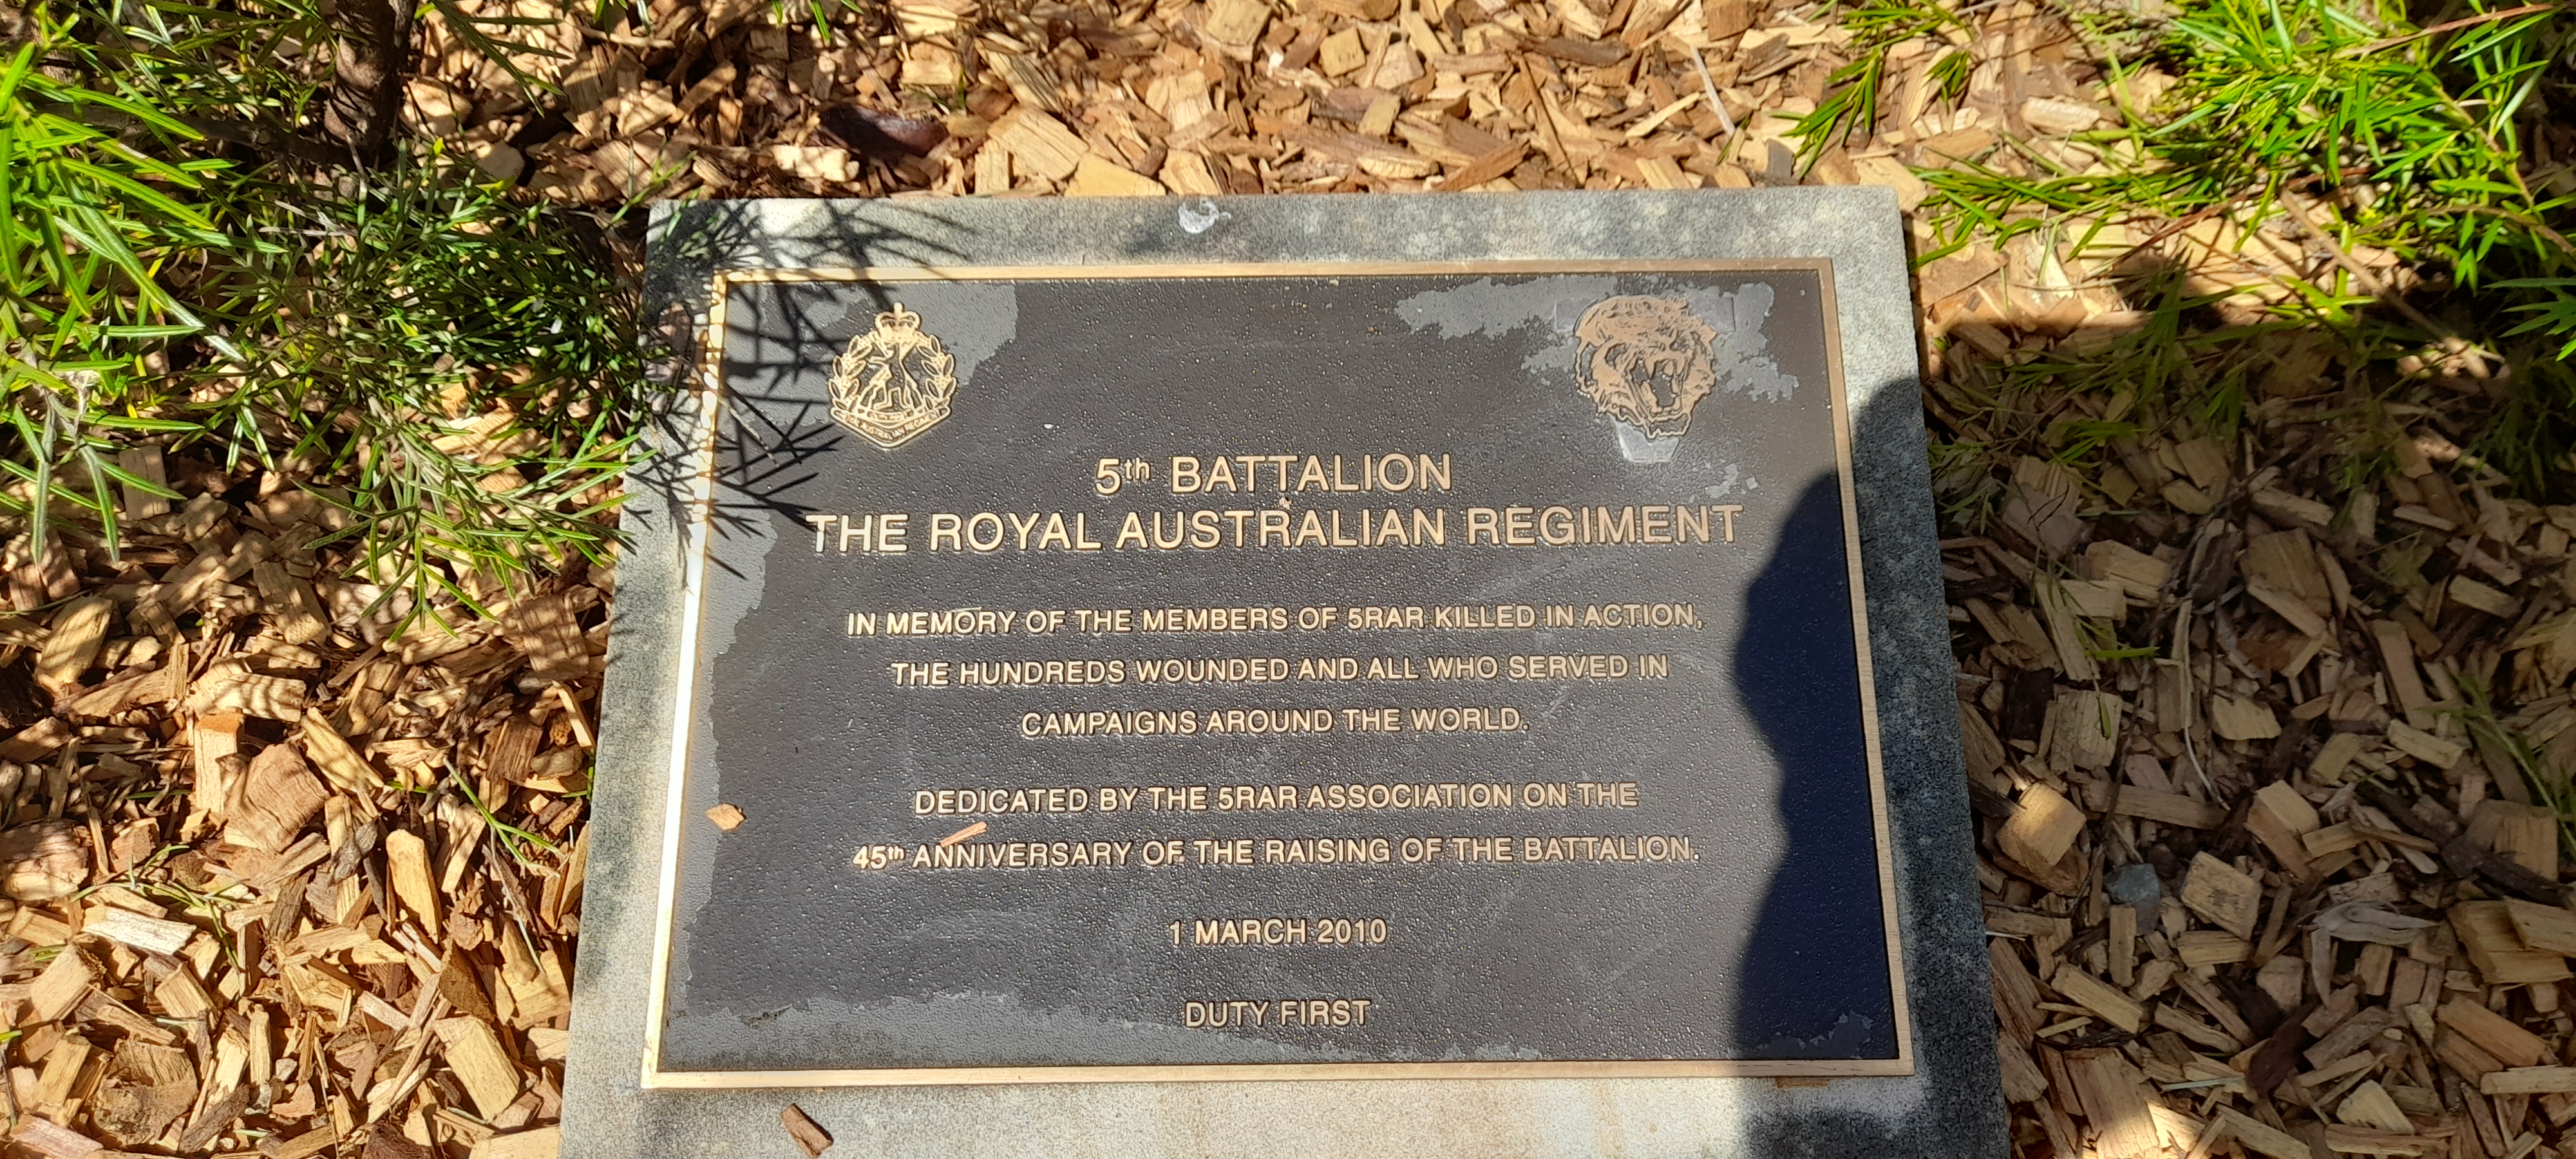 5th BATTALION
THE ROYAL AUSTRALIAN REGIMENT
IN MEMORY OF THE MEMBERS OF 5RAR KILLED IN ACTION,
THE HUNDREDS WOUNDED AND ALL WHO SERVED IN
CAMPAIGNS AROUND THE WORLD.
DEDICATED BY THE 5RAR ASSOCIATION ON THE
45th ANNIVERSARY OF THE RAISING OF THE BATTALION.
1 MARCH 2010
DUTY FIRST